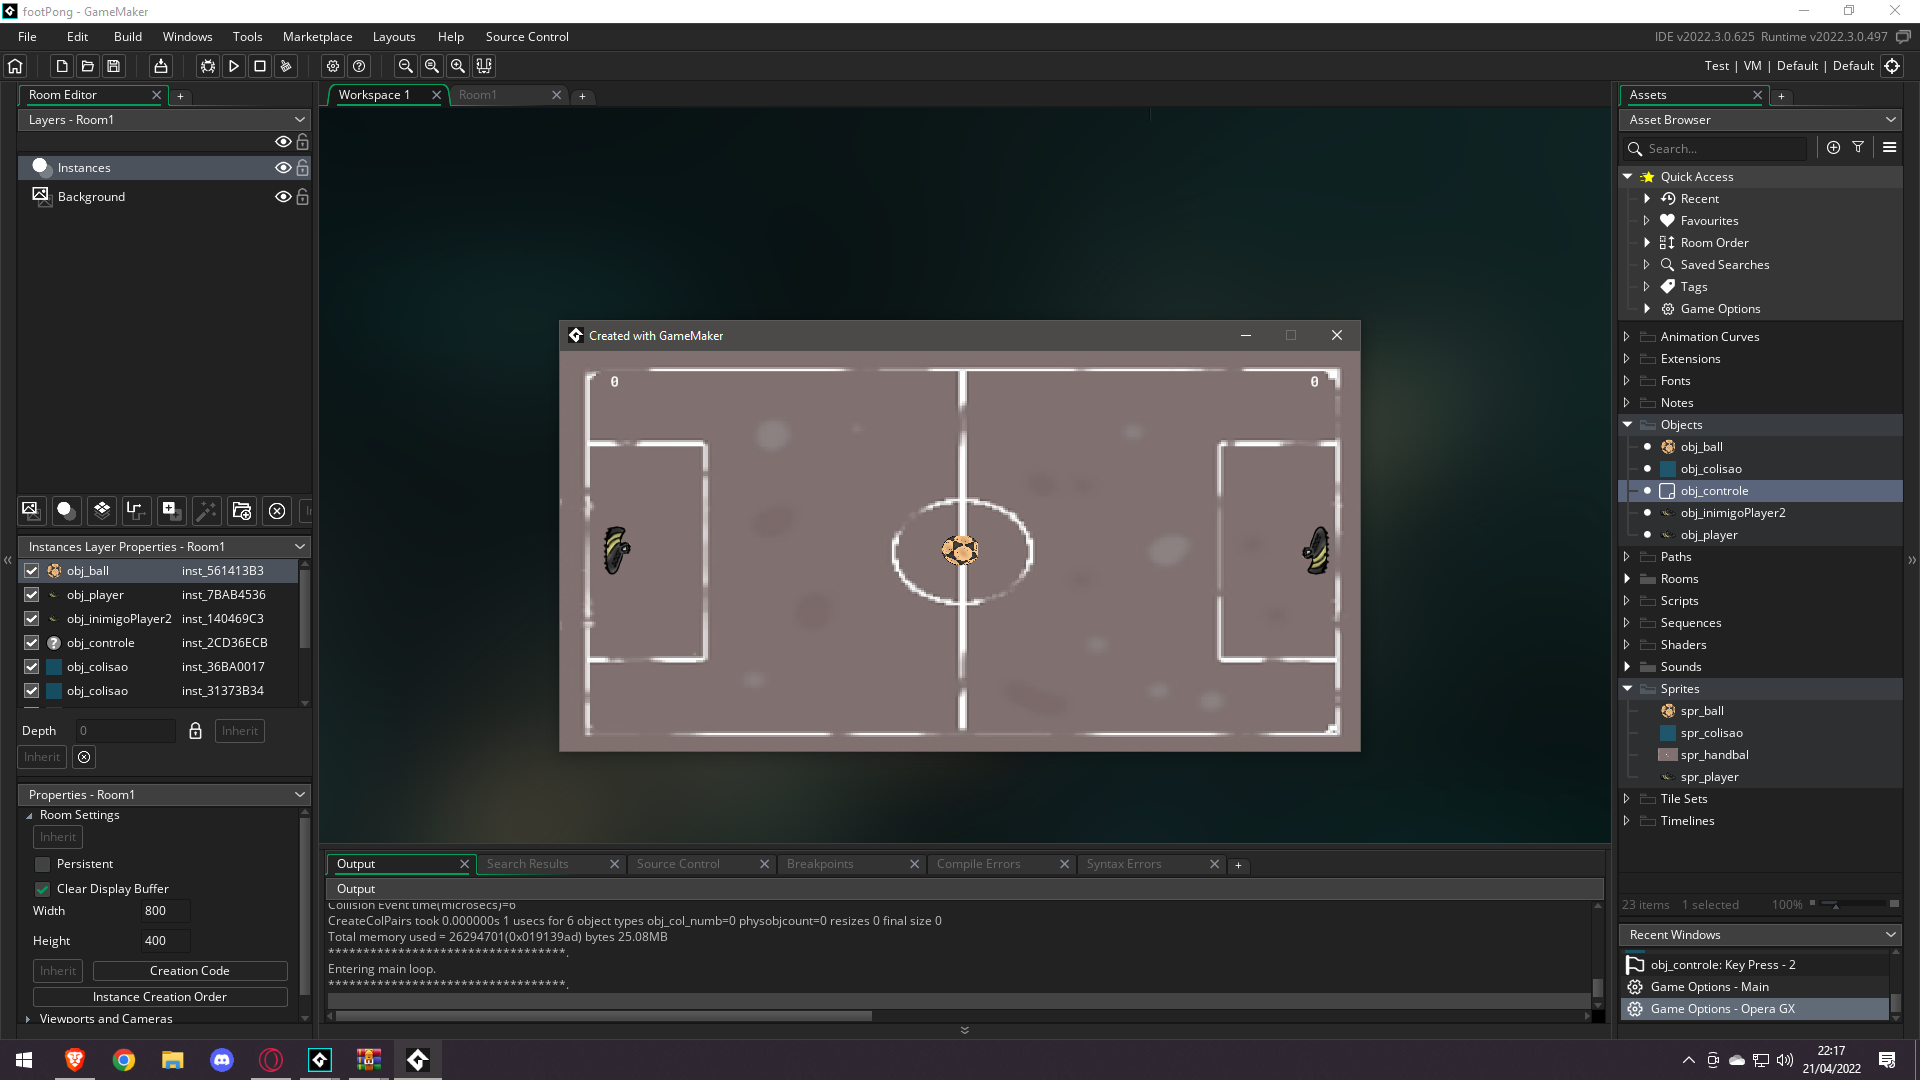 footPong - GameMaker
File Edit Build Windows Tools Marketplace Layouts Help Source Control
IDE v2022.3.0.625 Runtime v2022.3.0.497
Test | VM | Default | Default
Room Editor
Layers - Room1
Instances
Background
Instances Layer Properties - Room1
obj_ball inst_561413B3
obj_player inst_7BAB4536
obj_inimigoPlayer2 inst_140469C3
obj_controle inst_2CD36ECB
obj_colisao inst_36BA0017
obj_colisao inst_31373B34
Depth 0 Inherit
Inherit
Properties - Room1
Room Settings
Inherit
Persistent
Clear Display Buffer
Width 800
Height 400
Inherit Creation Code
Instance Creation Order
Viewports and Cameras
Workspace 1 Room1
Created with GameMaker
0 0
Output Search Results Source Control Breakpoints Compile Errors Syntax Errors
Output
Collision Event time(microsecs)=6
CreateColPairs took 0.000000s 1 usecs for 6 object types obj_col_numb=0 physobjcount=0 resizes 0 final size 0
Total memory used = 26294701(0x019139ad) bytes 25.08MB
**********************************.
Entering main loop.
**********************************.
Assets
Asset Browser
Search...
Quick Access
Recent
Favourites
Room Order
Saved Searches
Tags
Game Options
Animation Curves
Extensions
Fonts
Notes
Objects
obj_ball
obj_colisao
obj_controle
obj_inimigoPlayer2
obj_player
Paths
Rooms
Scripts
Sequences
Shaders
Sounds
Sprites
spr_ball
spr_colisao
spr_handbal
spr_player
Tile Sets
Timelines
23 items 1 selected 100%
Recent Windows
obj_controle: Key Press - 2
Game Options - Main
Game Options - Opera GX
22:17
21/04/2022